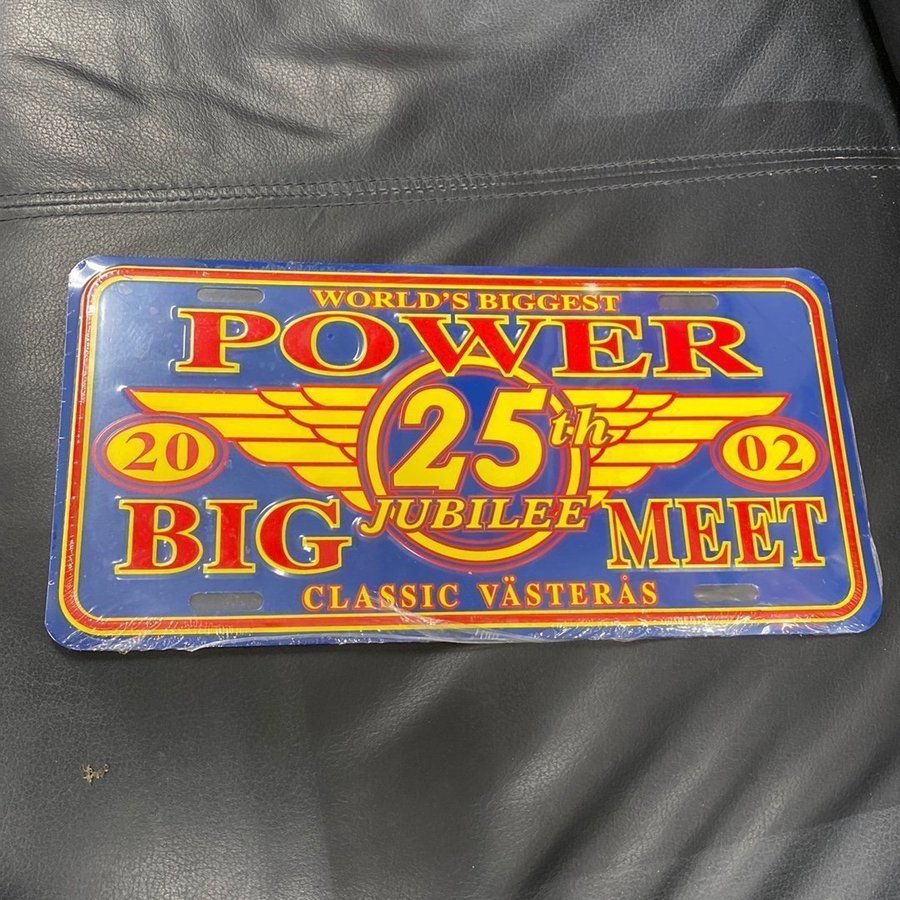 WORLD'S BIGGEST
POWER
20 25th 02
JUBILEE
BIG MEET
CLASSIC VÄSTERÅS